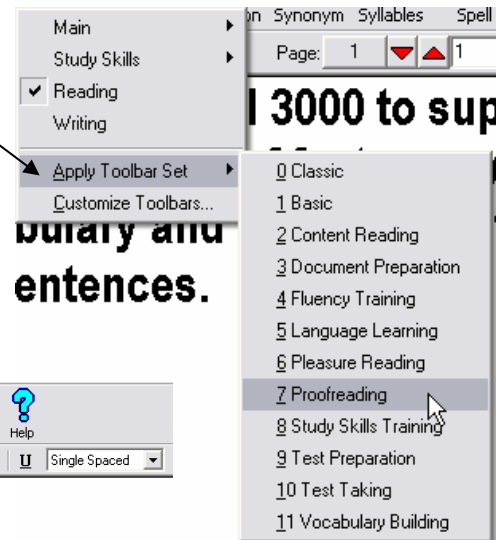 on Synonym Syllables Spell
Page: 1 1
Main
Study Skills
✔ Reading
Writing
Apply Toolbar Set
Customize Toolbars...
l 3000 to sup
0 Classic
1 Basic
2 Content Reading
3 Document Preparation
4 Fluency Training
5 Language Learning
6 Pleasure Reading
7 Proofreading
8 Study Skills Training
9 Test Preparation
10 Test Taking
11 Vocabulary Building
bulary and
entences.
Help
U Single Spaced